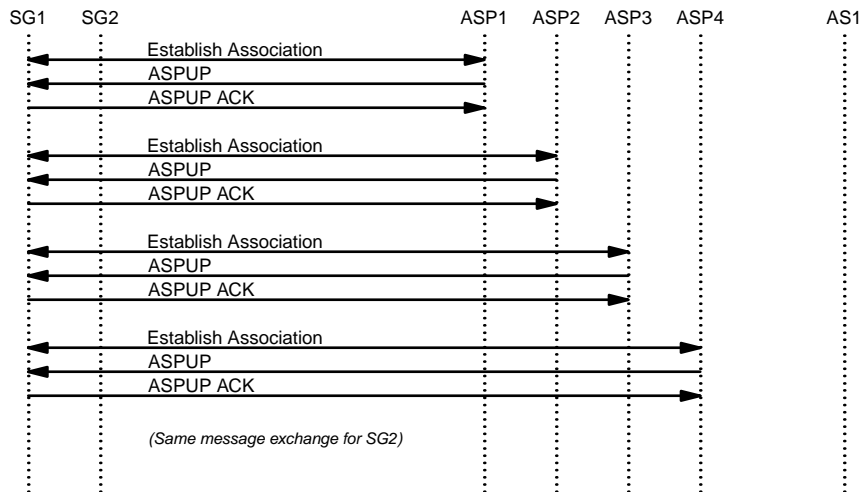 SG1 SG2 ASP1 ASP2 ASP3 ASP4 AS1
Establish Association
ASPUP
ASPUP ACK
Establish Association
ASPUP
ASPUP ACK
Establish Association
ASPUP
ASPUP ACK
Establish Association
ASPUP
ASPUP ACK
(Same message exchange for SG2)